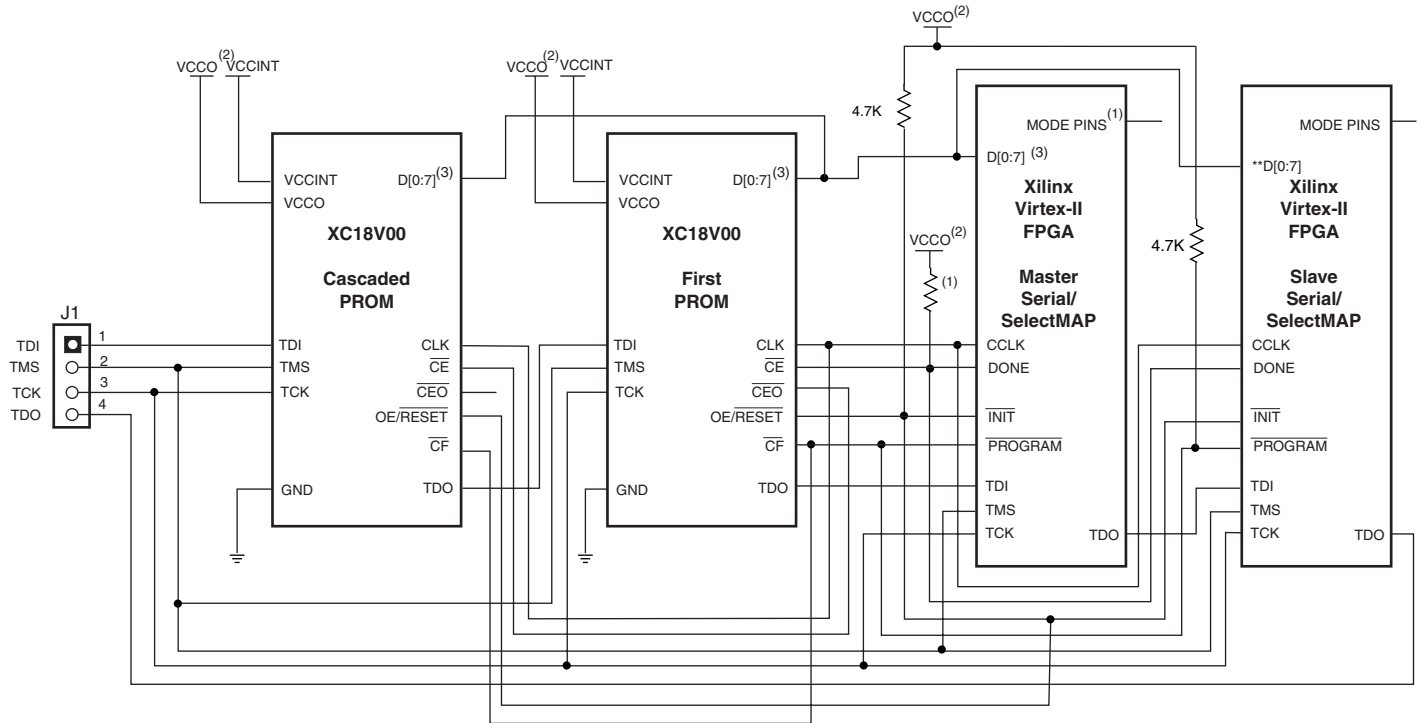 VCCO(2) VCCINT
VCCO(2) VCCINT
VCCO(2)
4.7K
J1
TDI 1
TMS 2
TCK 3
TDO 4
VCCINT
VCCO
D[0:7](3)
XC18V00
Cascaded
PROM
TDI
TMS
TCK
GND
CLK
CE
CEO
OE/RESET
CF
TDO
VCCINT
VCCO
D[0:7](3)
XC18V00
First
PROM
TDI
TMS
TCK
GND
CLK
CE
CEO
OE/RESET
CF
TDO
VCCO(2)
(1)
MODE PINS(1)
D[0:7] (3)
Xilinx
Virtex-II
FPGA
Master
Serial/
SelectMAP
CCLK
DONE
INIT
PROGRAM
TDI
TMS
TCK
TDO
4.7K
MODE PINS
**D[0:7]
Xilinx
Virtex-II
FPGA
Slave
Serial/
SelectMAP
CCLK
DONE
INIT
PROGRAM
TDI
TMS
TCK
TDO